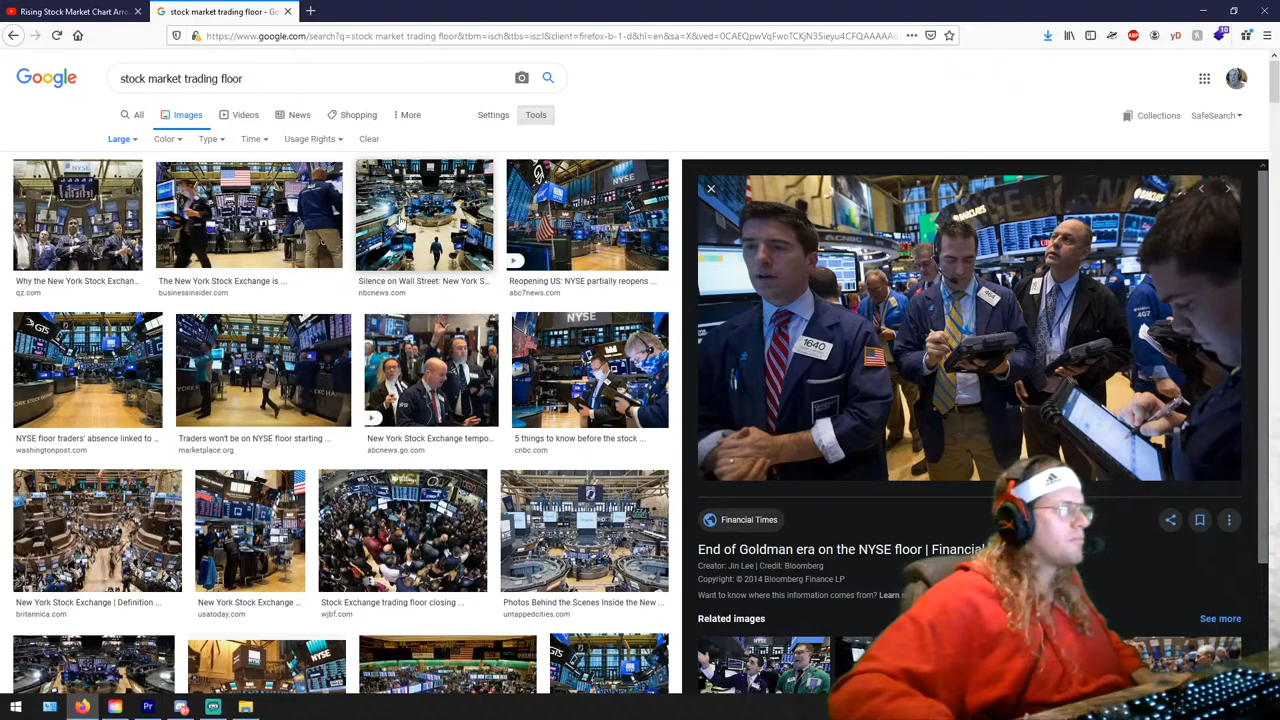 Rising Stock Market Chart Arro
stock market trading floor - Go
https://www.google.com/search?q=stock market trading floor&tbm=isch&tbs=isz:l&client=firefox-b-1-d&hl=en&sa=X&ved=0CAEQpwVqFwoTCKjN35ieyu4CFQAAAAAd
10
Google
stock market trading floor
All
Images
Videos
News
Shopping
More
Settings
Tools
Collections
SafeSearch
Large
Color
Type
Time
Usage Rights
Clear
Why the New York Stock Exchan...
qz.com
The New York Stock Exchange is ...
businessinsider.com
Silence on Wall Street: New York S...
nbcnews.com
Reopening US: NYSE partially reopens ...
abc7news.com
NYSE floor traders' absence linked to ...
washingtonpost.com
Traders won't be on NYSE floor starting ...
marketplace.org
New York Stock Exchange tempo...
abcnews.go.com
5 things to know before the stock ...
cnbc.com
New York Stock Exchange | Definition ...
britannica.com
New York Stock Exchange ...
usatoday.com
Stock Exchange trading floor closing ...
wjbf.com
Photos Behind the Scenes Inside the New ...
untappedcities.com
NYSE
GTS
BARCLAYS
CNBC
1640
464
Financial Times
End of Goldman era on the NYSE floor | Financial
Creator: Jin Lee | Credit: Bloomberg
Copyright: © 2014 Bloomberg Finance LP
Want to know where this information comes from? Learn
Related images
See more
Pr